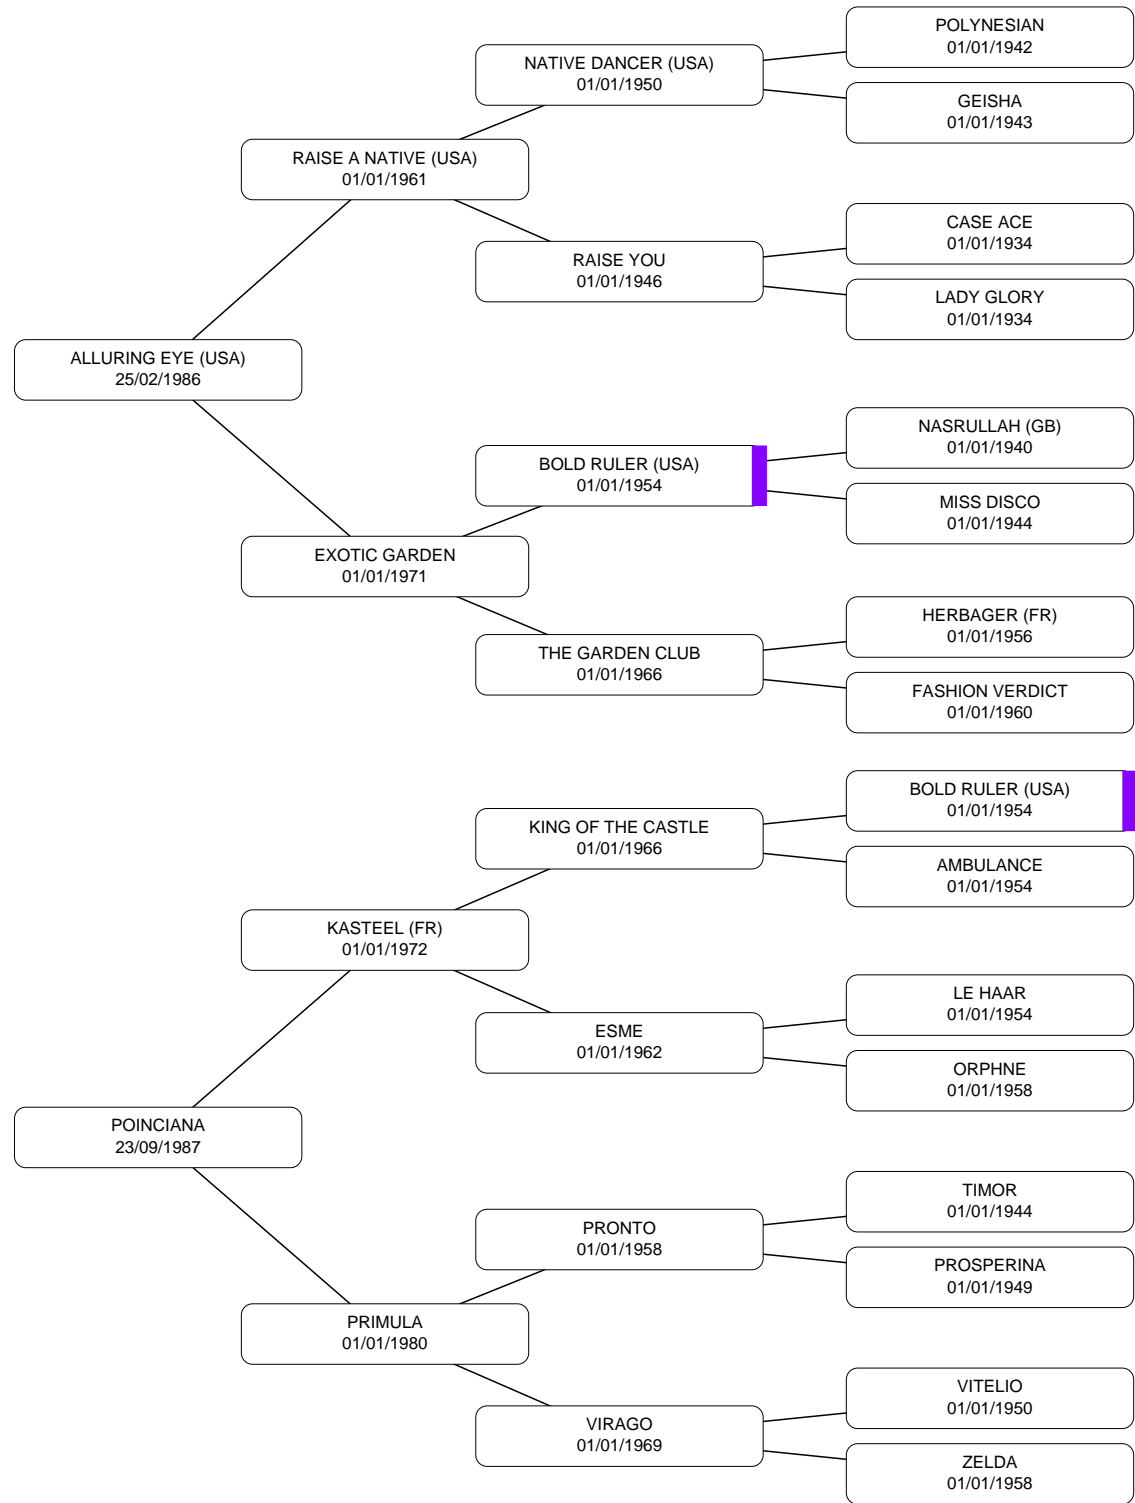 POLYNESIAN
01/01/1942
NATIVE DANCER (USA)
01/01/1950
GEISHA
01/01/1943
RAISE A NATIVE (USA)
01/01/1961
CASE ACE
01/01/1934
RAISE YOU
01/01/1946
LADY GLORY
01/01/1934
ALLURING EYE (USA)
25/02/1986
NASRULLAH (GB)
01/01/1940
BOLD RULER (USA)
01/01/1954
MISS DISCO
01/01/1944
EXOTIC GARDEN
01/01/1971
HERBAGER (FR)
01/01/1956
THE GARDEN CLUB
01/01/1966
FASHION VERDICT
01/01/1960
BOLD RULER (USA)
01/01/1954
KING OF THE CASTLE
01/01/1966
AMBULANCE
01/01/1954
KASTEEL (FR)
01/01/1972
LE HAAR
01/01/1954
ESME
01/01/1962
ORPHNE
01/01/1958
POINCIANA
23/09/1987
TIMOR
01/01/1944
PRONTO
01/01/1958
PROSPERINA
01/01/1949
PRIMULA
01/01/1980
VITELIO
01/01/1950
VIRAGO
01/01/1969
ZELDA
01/01/1958